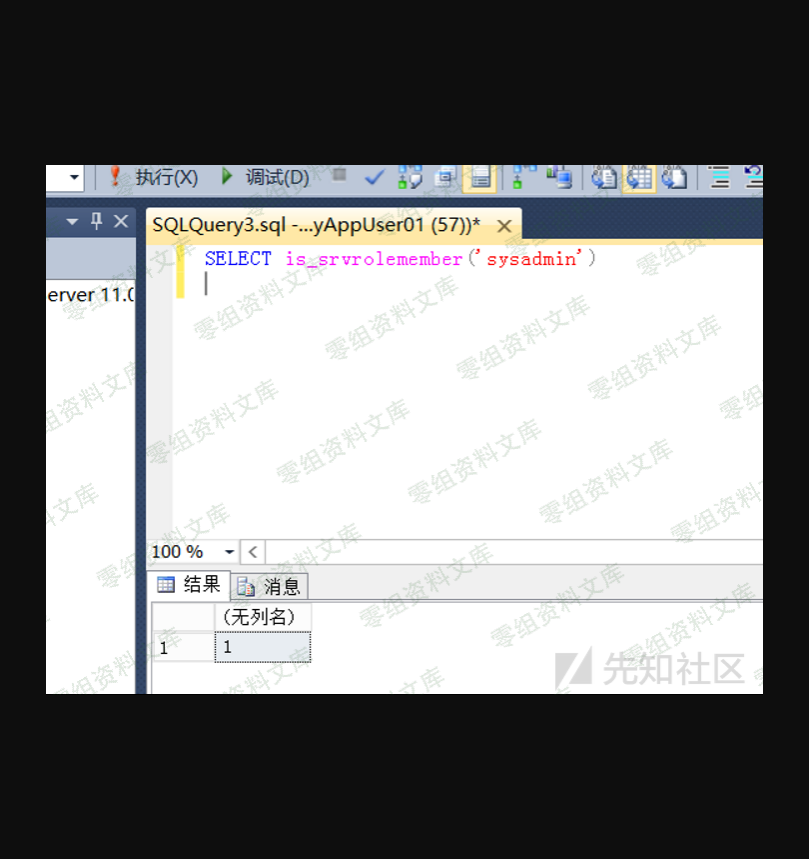 执行(X)
调试(D)
SQLQuery3.sql -...yAppUser01 (57))*
SELECT is_srvrolemember('sysadmin')
erver 11.0
100 %
结果
消息
(无列名)
1
1
先知社区
零组资料文库